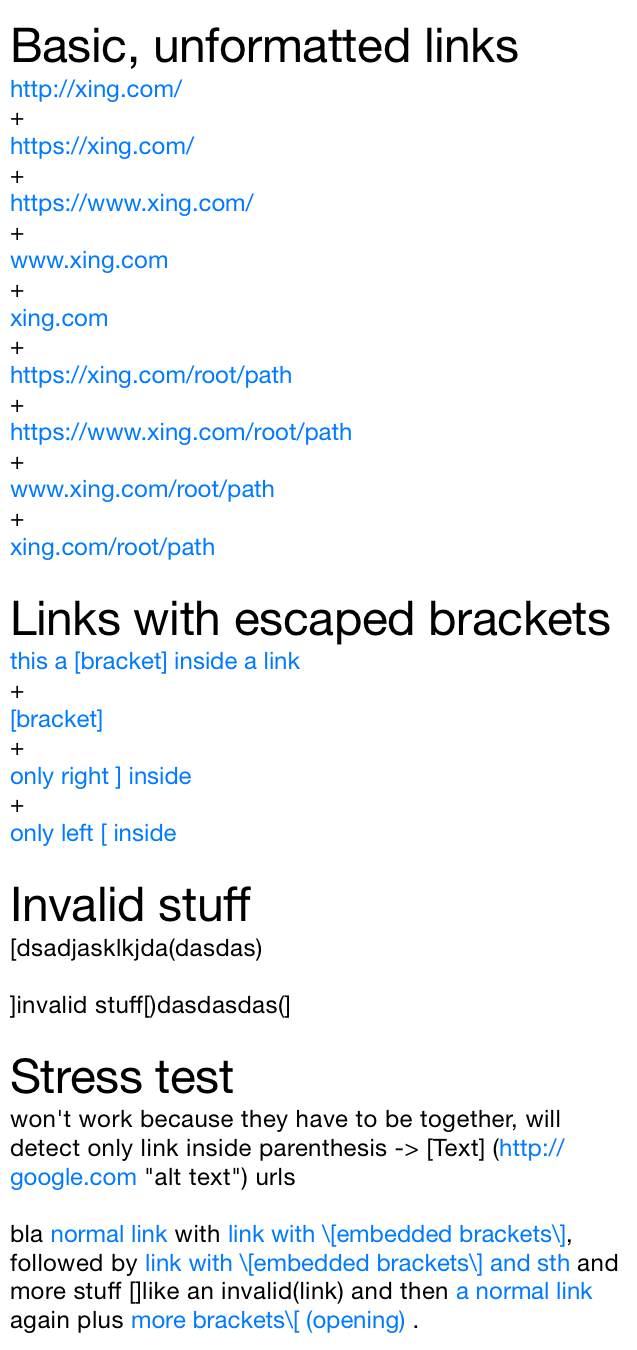 Basic, unformatted links
http://xing.com/
+
https://xing.com/
+
https://www.xing.com/
+
www.xing.com
+
xing.com
+
https://xing.com/root/path
+
https://www.xing.com/root/path
+
www.xing.com/root/path
+
xing.com/root/path
Links with escaped brackets
this a [bracket] inside a link
+
[bracket]
+
only right ] inside
+
only left [ inside
Invalid stuff
[dsadjasklkjda(dasdas)
]invalid stuff[)dasdasdas(]
Stress test
won't work because they have to be together, will
detect only link inside parenthesis -> [Text] (http://
google.com "alt text") urls
bla normal link with link with \[embedded brackets\],
followed by link with \[embedded brackets\] and sth and
more stuff []like an invalid(link) and then a normal link
again plus more brackets\[ (opening) .